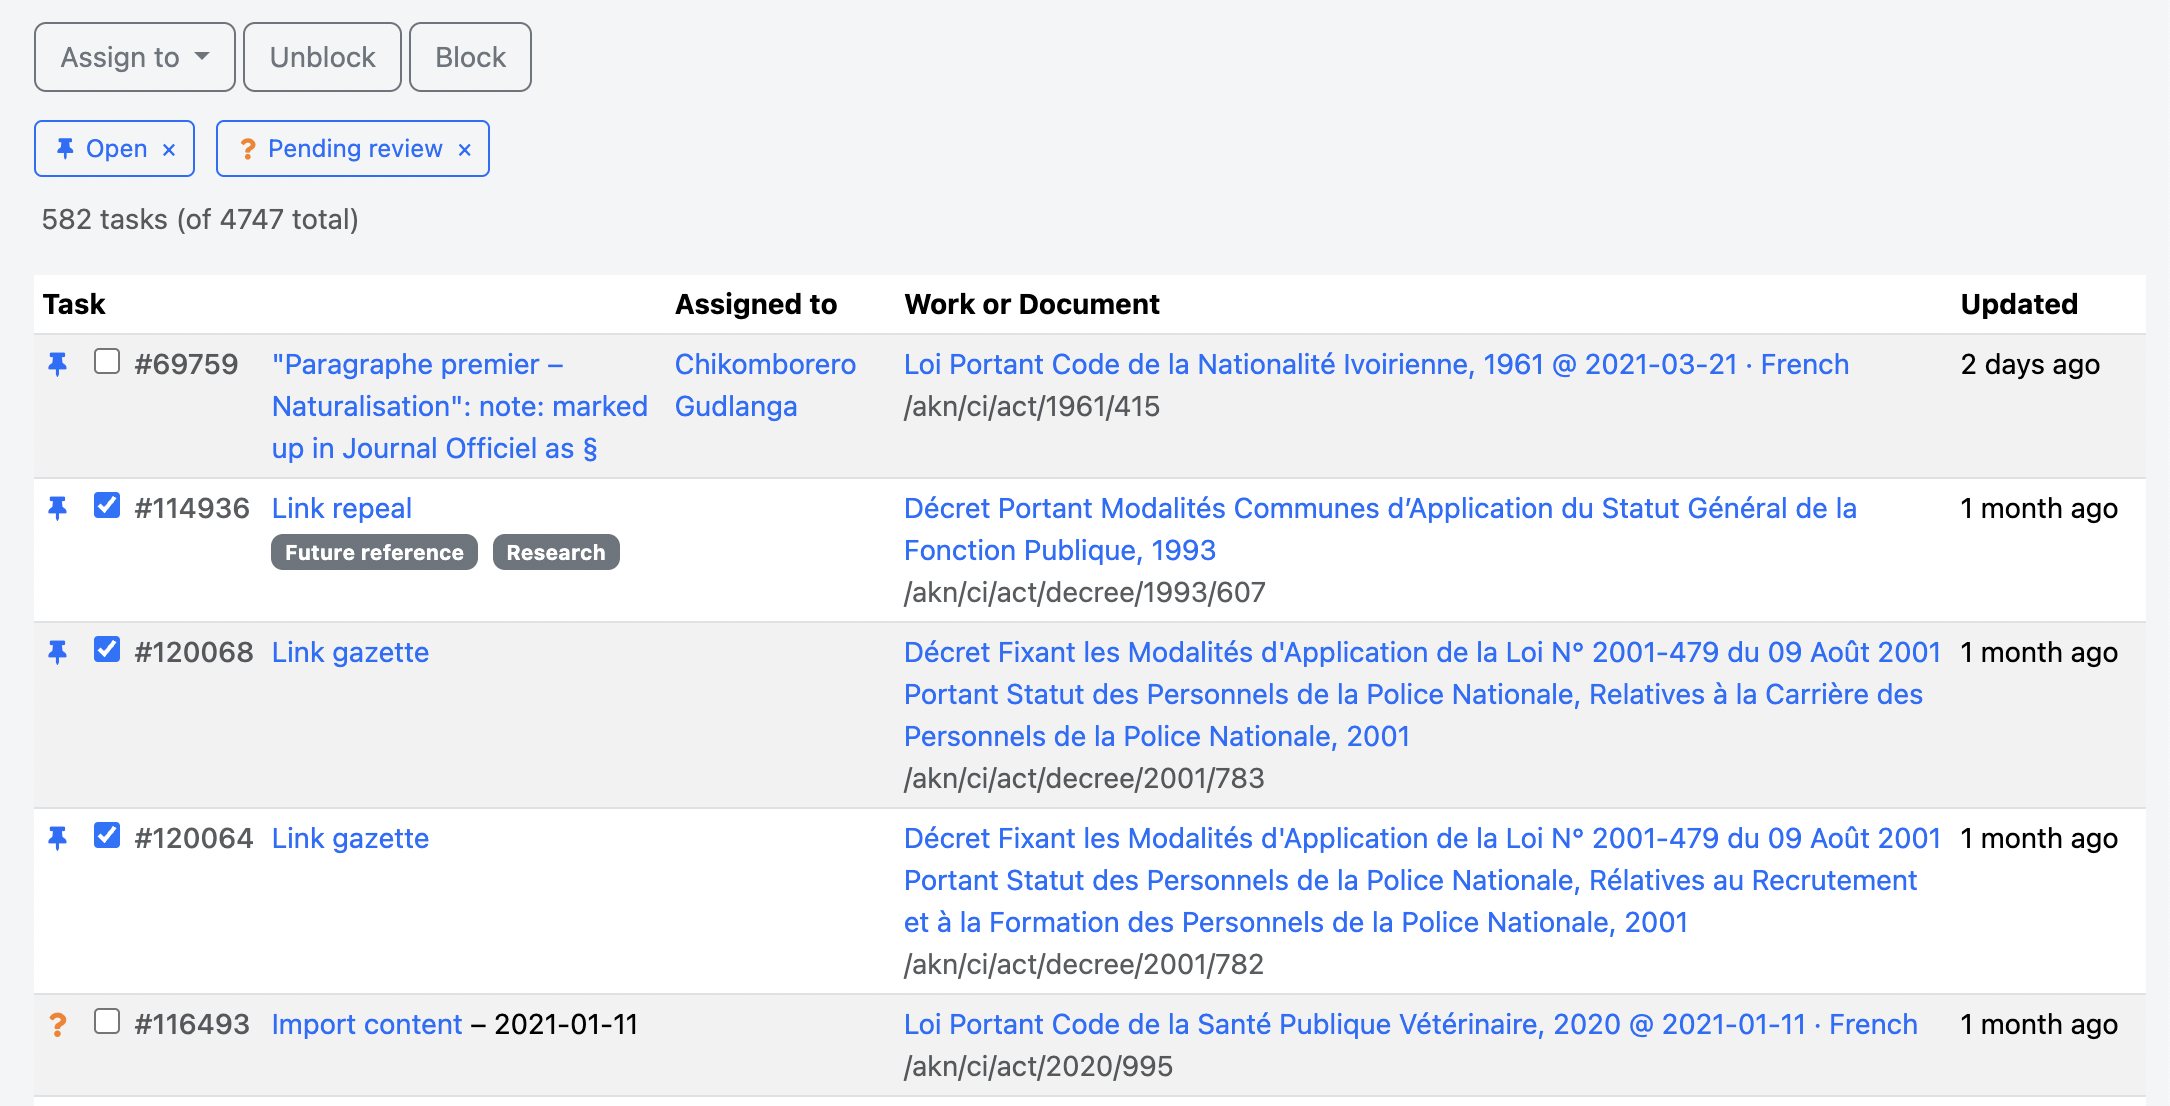 Assign to
Unblock
Block
Open ×
? Pending review ×
582 tasks (of 4747 total)
Task
Assigned to
Work or Document
Updated
#69759
"Paragraphe premier –
Naturalisation": note: marked
up in Journal Officiel as §
Chikomborero
Gudlanga
Loi Portant Code de la Nationalité Ivoirienne, 1961 @ 2021-03-21 · French
/akn/ci/act/1961/415
2 days ago
#114936
Link repeal
Future reference
Research
Décret Portant Modalités Communes d’Application du Statut Général de la
Fonction Publique, 1993
/akn/ci/act/decree/1993/607
1 month ago
#120068
Link gazette
Décret Fixant les Modalités d'Application de la Loi N° 2001-479 du 09 Août 2001
Portant Statut des Personnels de la Police Nationale, Relatives à la Carrière des
Personnels de la Police Nationale, 2001
/akn/ci/act/decree/2001/783
1 month ago
#120064
Link gazette
Décret Fixant les Modalités d'Application de la Loi N° 2001-479 du 09 Août 2001
Portant Statut des Personnels de la Police Nationale, Rélatives au Recrutement
et à la Formation des Personnels de la Police Nationale, 2001
/akn/ci/act/decree/2001/782
1 month ago
?
#116493
Import content – 2021-01-11
Loi Portant Code de la Santé Publique Vétérinaire, 2020 @ 2021-01-11 · French
/akn/ci/act/2020/995
1 month ago